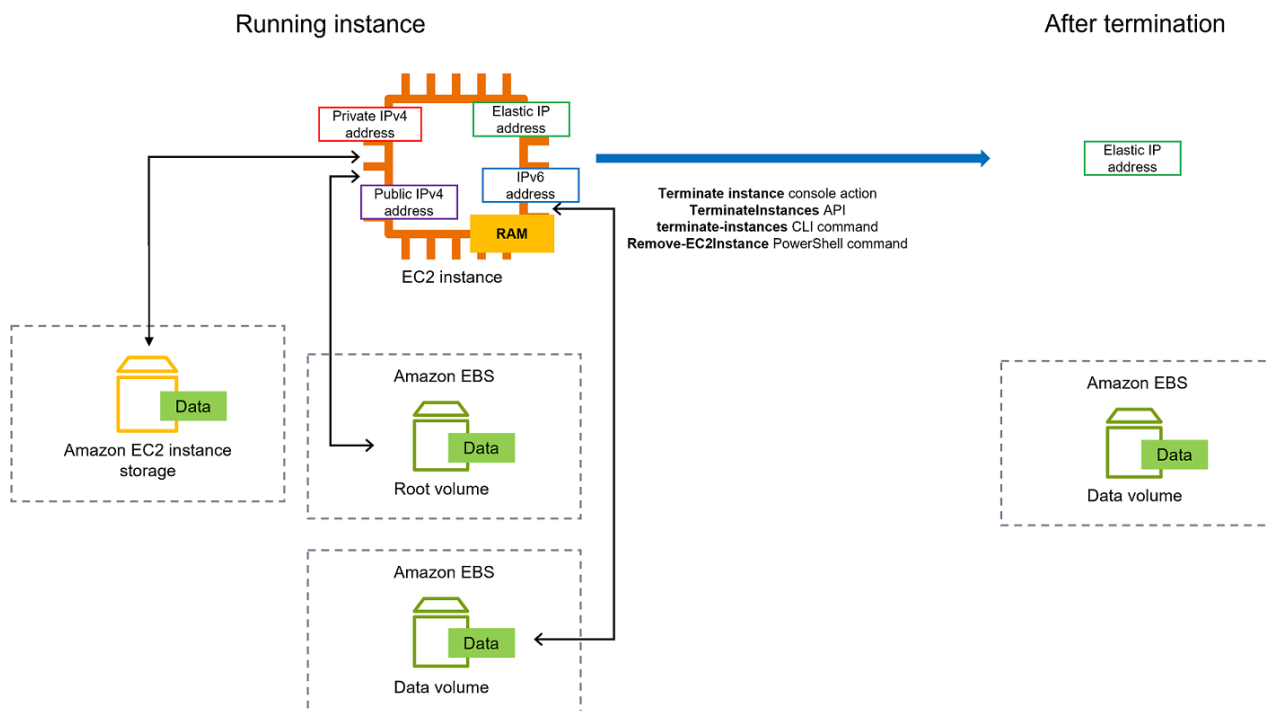 Running instance
After termination
Private IPv4
address
Elastic IP
address
Elastic IP
address
IPv6
address
Public IPv4
address
Terminate instance console action
TerminateInstances API
terminate-instances CLI command
Remove-EC2Instance PowerShell command
RAM
EC2 instance
Data
Amazon EC2 instance
storage
Amazon EBS
Data
Root volume
Amazon EBS
Data
Data volume
Amazon EBS
Data
Data volume